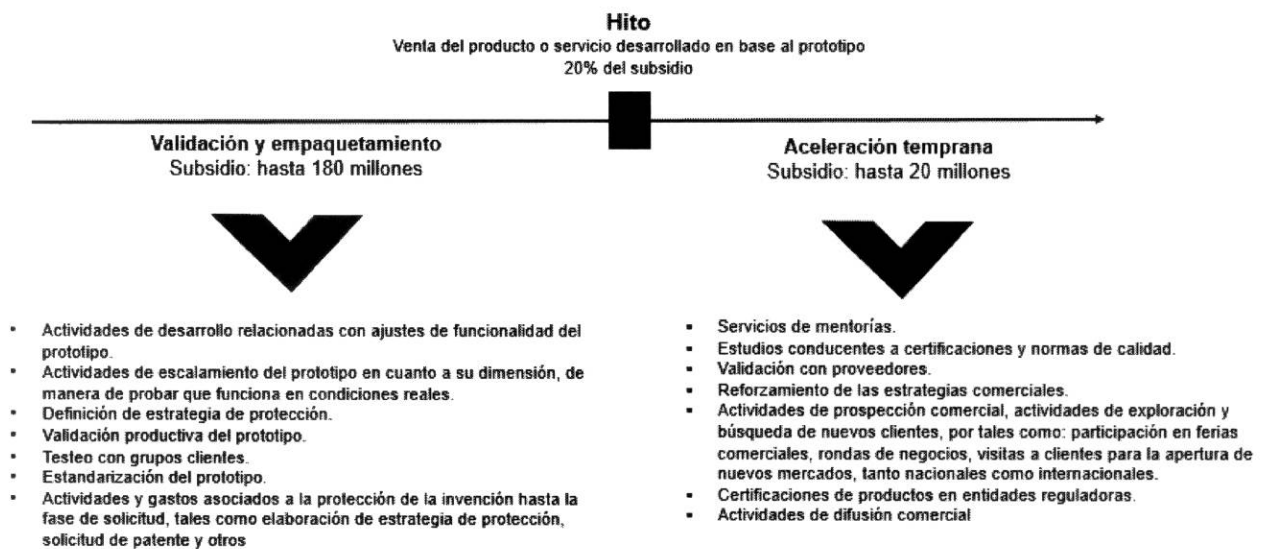 Hito
Venta del producto o servicio desarrollado en base al prototipo
20% del subsidio
Validación y empaquetamiento
Subsidio: hasta 180 millones
Aceleración temprana
Subsidio: hasta 20 millones
• Actividades de desarrollo relacionadas con ajustes de funcionalidad del
prototipo.
• Actividades de escalamiento del prototipo en cuanto a su dimensión, de
manera de probar que funciona en condiciones reales.
• Definición de estrategia de protección.
• Validación productiva del prototipo.
• Testeo con grupos clientes.
• Estandarización del prototipo.
• Actividades y gastos asociados a la protección de la invención hasta la
fase de solicitud, tales como elaboración de estrategia de protección,
solicitud de patente y otros
▪ Servicios de mentorías.
▪ Estudios conducentes a certificaciones y normas de calidad.
▪ Validación con proveedores.
▪ Reforzamiento de las estrategias comerciales.
▪ Actividades de prospección comercial, actividades de exploración y
búsqueda de nuevos clientes, por tales como: participación en ferias
comerciales, rondas de negocios, visitas a clientes para la apertura de
nuevos mercados, tanto nacionales como internacionales.
▪ Certificaciones de productos en entidades reguladoras.
▪ Actividades de difusión comercial